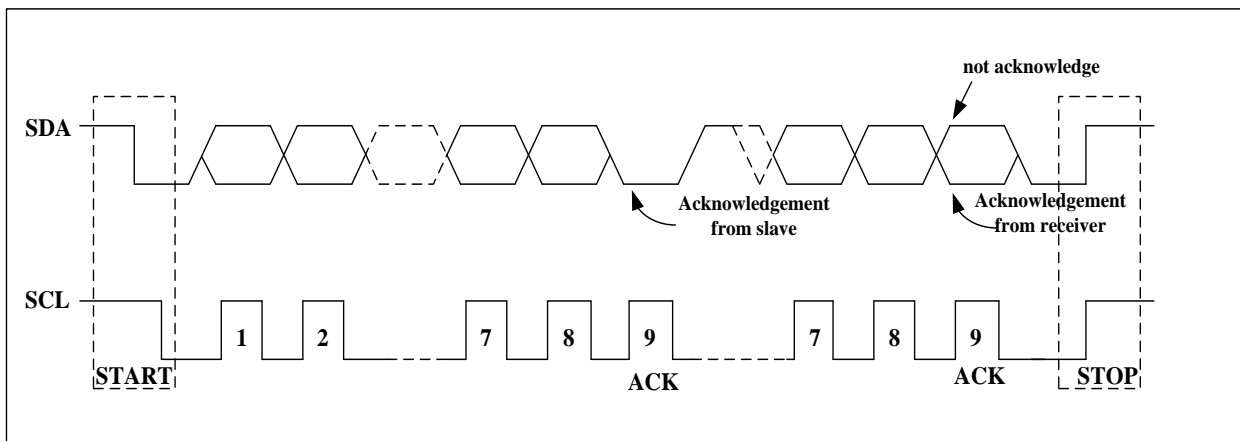 not acknowledge
SDA
Acknowledgement
from slave
Acknowledgement
from receiver
SCL
1 2 7 8 9 7 8 9
START ACK ACK STOP